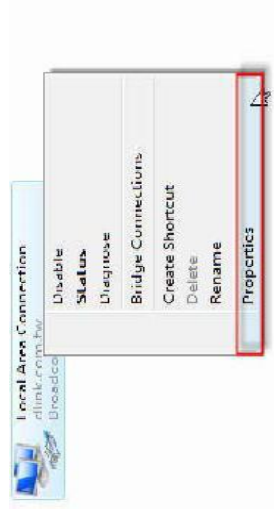 Local Area Connection
dlink.com.tw
Broadco
Disable
Status
Diagnose
Bridge Connections
Create Shortcut
Delete
Rename
Properties